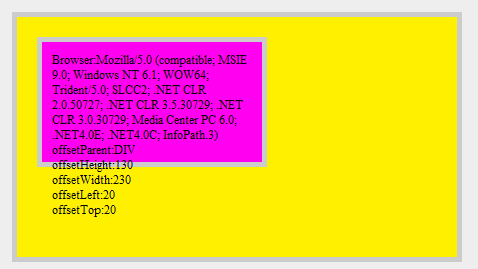 Browser:Mozilla/5.0 (compatible; MSIE
9.0; Windows NT 6.1; WOW64;
Trident/5.0; SLCC2; .NET CLR
2.0.50727; .NET CLR 3.5.30729; .NET
CLR 3.0.30729; Media Center PC 6.0;
.NET4.0E; .NET4.0C; InfoPath.3)
offsetParent:DIV
offsetHeight:130
offsetWidth:230
offsetLeft:20
offsetTop:20